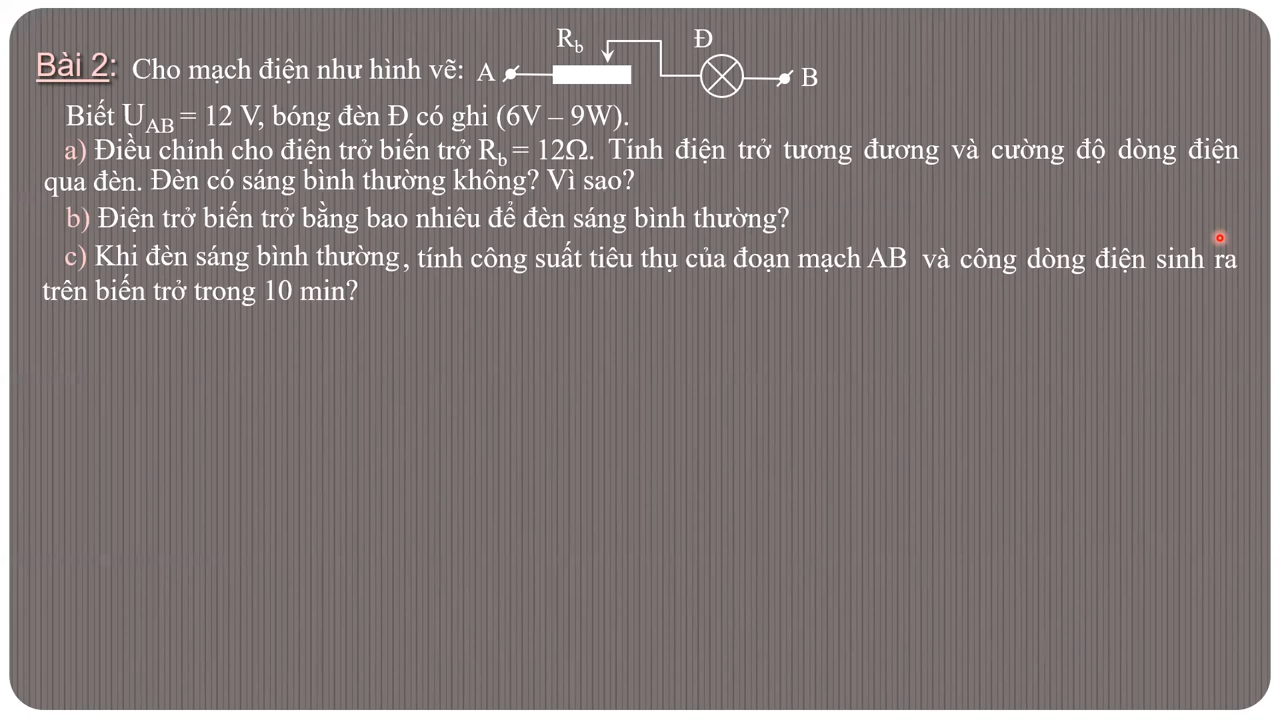 Bài 2: Cho mạch điện như hình vẽ: A R_b Đ B
Biết U_AB = 12 V, bóng đèn Đ có ghi (6V – 9W).
a) Điều chỉnh cho điện trở biến trở R_b = 12Ω. Tính điện trở tương đương và cường độ dòng điện
qua đèn. Đèn có sáng bình thường không? Vì sao?
b) Điện trở biến trở bằng bao nhiêu để đèn sáng bình thường?
c) Khi đèn sáng bình thường, tính công suất tiêu thụ của đoạn mạch AB và công dòng điện sinh ra
trên biến trở trong 10 min?